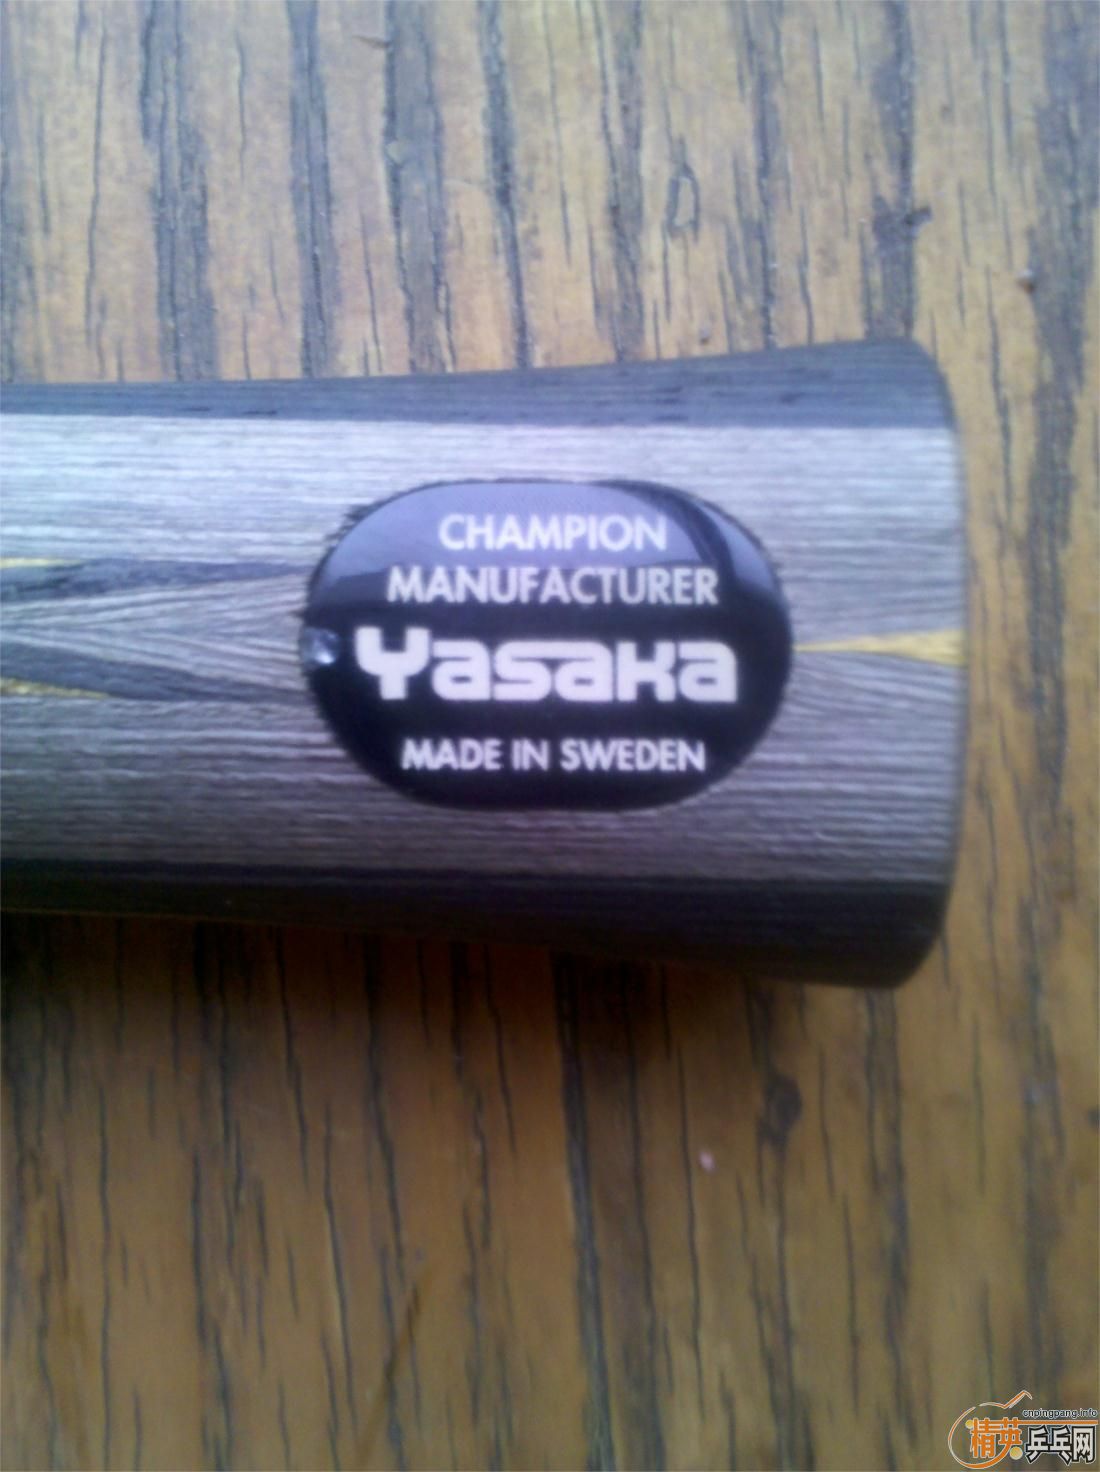 CHAMPION
MANUFACTURER
Yasaka
MADE IN SWEDEN
cnpingpang.info
精英乒乓网